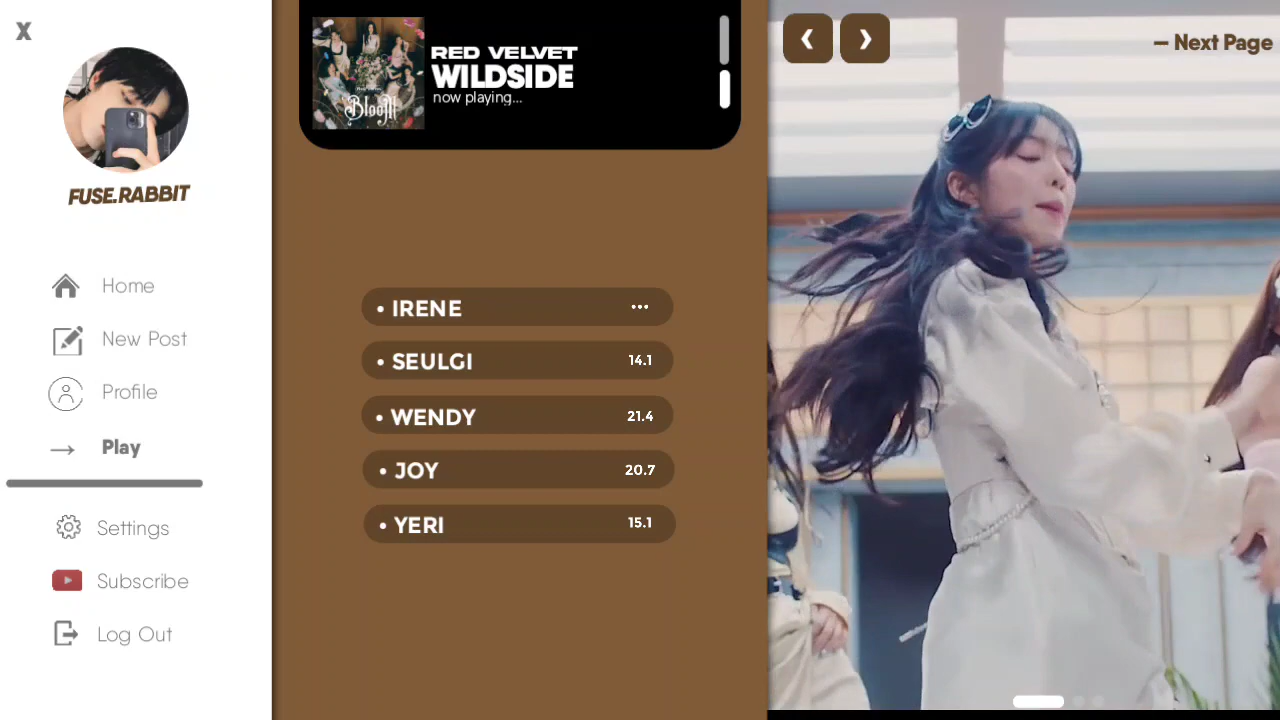 X
FUSE.RABBIT
Home
New Post
Profile
→ Play
Settings
Subscribe
Log Out
RED VELVET
WILDSIDE
now playing...
Bloom
• IRENE ...
• SEULGI 14.1
• WENDY 21.4
• JOY 20.7
• YERI 15.1
❮ ❯
— Next Page